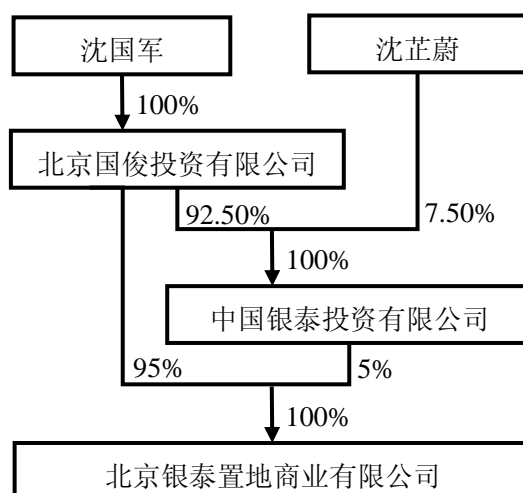 沈国军
沈芷蔚
100%
北京国俊投资有限公司
92.50%
7.50%
100%
中国银泰投资有限公司
95%
5%
100%
北京银泰置地商业有限公司